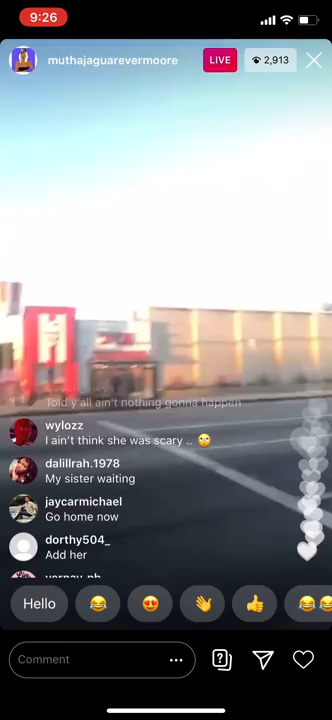 9:26
muthajaguarevermoore
LIVE
2,913
Told y'all ain't nothing gonna happen
wylozz
I ain't think she was scary .. 🙄
dalillrah.1978
My sister waiting
jaycarmichael
Go home now
dorthy504_
Add her
Hello
Comment